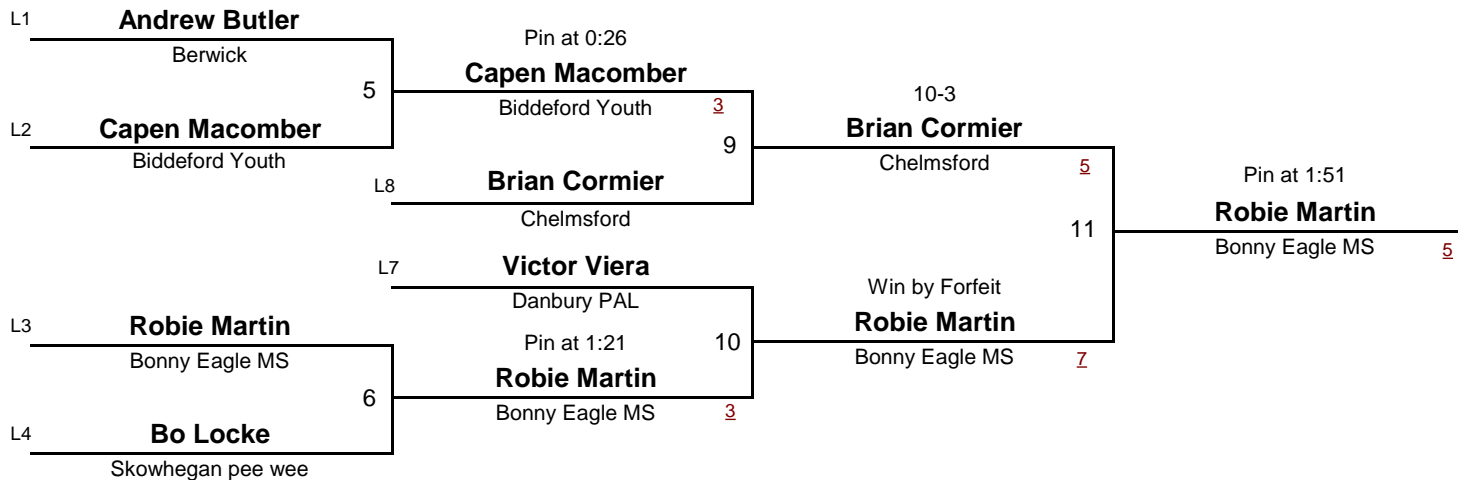 L1
Andrew Butler
Berwick
5
L2
Capen Macomber
Biddeford Youth
Pin at 0:26
Capen Macomber
Biddeford Youth
3
9
L8
Brian Cormier
Chelmsford
10-3
Brian Cormier
Chelmsford
5
L7
Victor Viera
Danbury PAL
10
L3
Robie Martin
Bonny Eagle MS
6
L4
Bo Locke
Skowhegan pee wee
Pin at 1:21
Robie Martin
Bonny Eagle MS
3
Win by Forfeit
Robie Martin
Bonny Eagle MS
7
11
Pin at 1:51
Robie Martin
Bonny Eagle MS
5